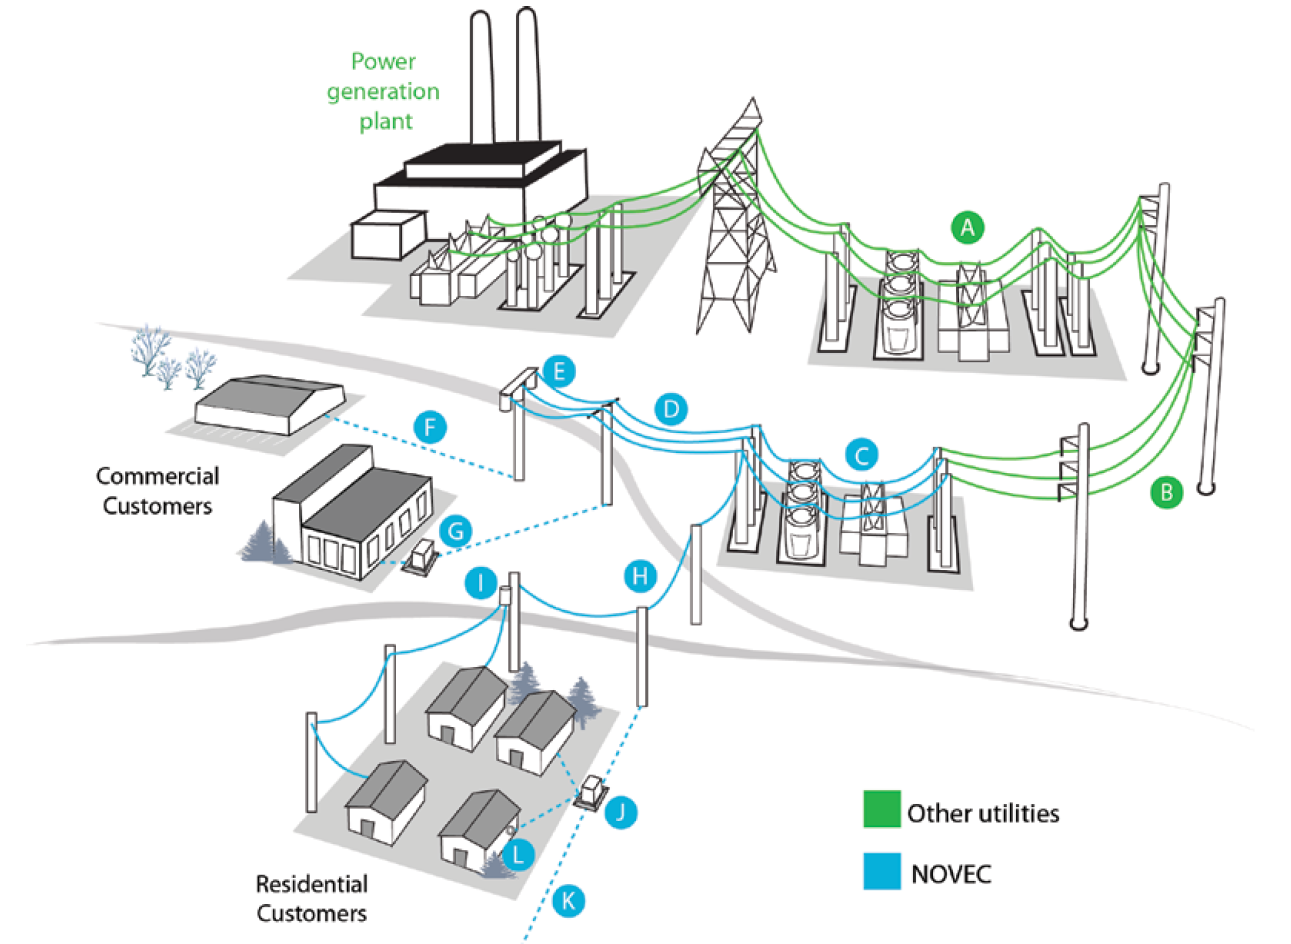 Power
generation
plant
A
E
D
F
C
Commercial
Customers
B
G
H
I
Other utilities
J
L
NOVEC
Residential
Customers
K